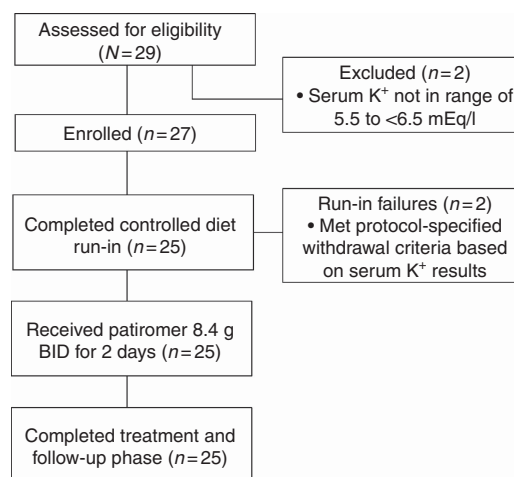 Assessed for eligibility
(N=29)
Excluded (n=2)
• Serum K⁺ not in range of
5.5 to <6.5 mEq/l
Enrolled (n=27)
Completed controlled diet
run-in (n=25)
Run-in failures (n=2)
• Met protocol-specified
withdrawal criteria based
on serum K⁺ results
Received patiromer 8.4 g
BID for 2 days (n=25)
Completed treatment and
follow-up phase (n=25)